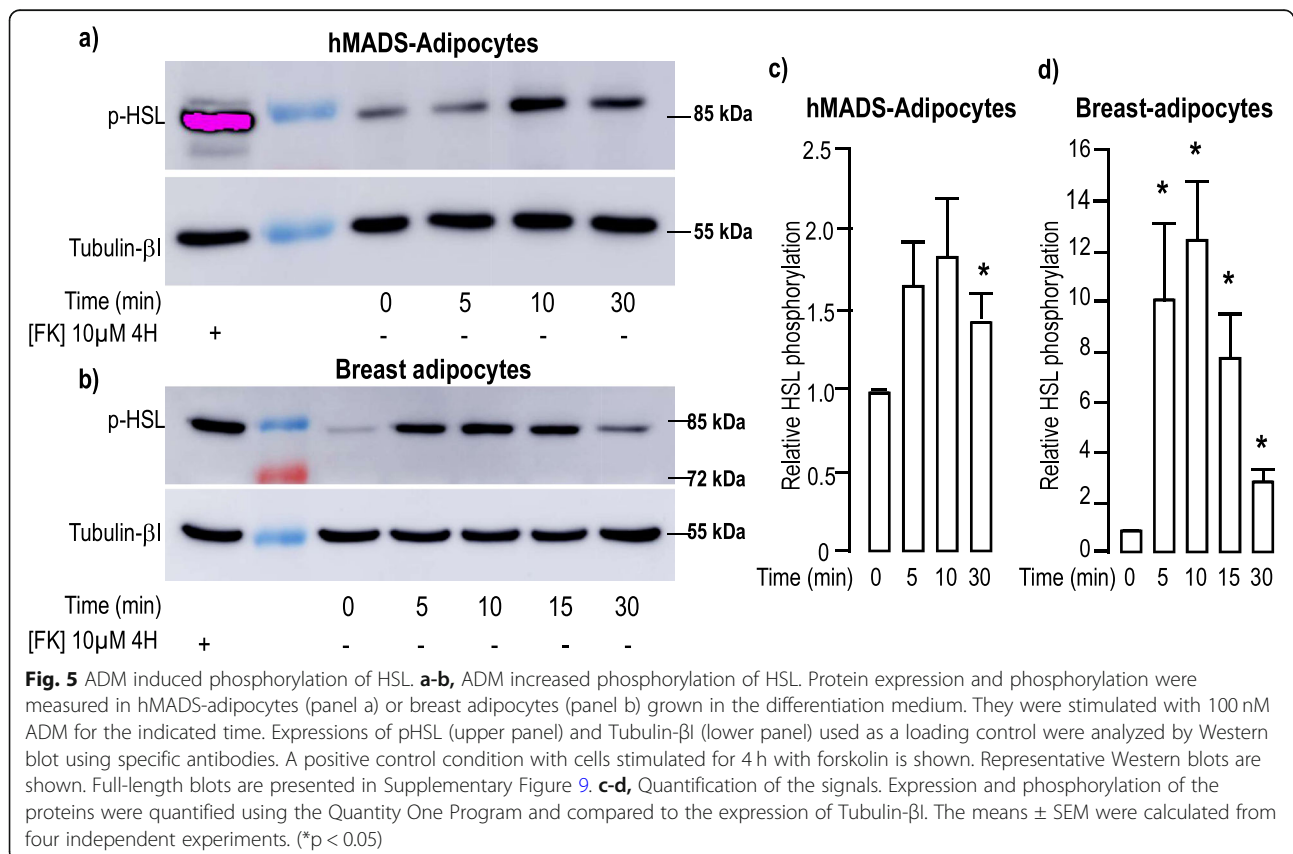 a)
hMADS-Adipocytes
p-HSL
85 kDa
Tubulin-βI
55 kDa
Time (min) 0 5 10 30
[FK] 10µM 4H + - - - -
b)
Breast adipocytes
p-HSL
85 kDa
72 kDa
Tubulin-βI
55 kDa
Time (min) 0 5 10 15 30
[FK] 10µM 4H + - - - - -
c)
hMADS-Adipocytes
Relative HSL phosphorylation
2.5
2.0
1.5
1.0
0.5
0
*
Time (min) 0 5 10 30
d)
Breast-adipocytes
Relative HSL phosphorylation
16
14
12
10
8
6
4
2
0
* * * *
Time (min) 0 5 10 15 30
Fig. 5 ADM induced phosphorylation of HSL. a-b, ADM increased phosphorylation of HSL. Protein expression and phosphorylation were
measured in hMADS-adipocytes (panel a) or breast adipocytes (panel b) grown in the differentiation medium. They were stimulated with 100 nM
ADM for the indicated time. Expressions of pHSL (upper panel) and Tubulin-βI (lower panel) used as a loading control were analyzed by Western
blot using specific antibodies. A positive control condition with cells stimulated for 4 h with forskolin is shown. Representative Western blots are
shown. Full-length blots are presented in Supplementary Figure 9. c-d, Quantification of the signals. Expression and phosphorylation of the
proteins were quantified using the Quantity One Program and compared to the expression of Tubulin-βI. The means ± SEM were calculated from
four independent experiments. (*p < 0.05)